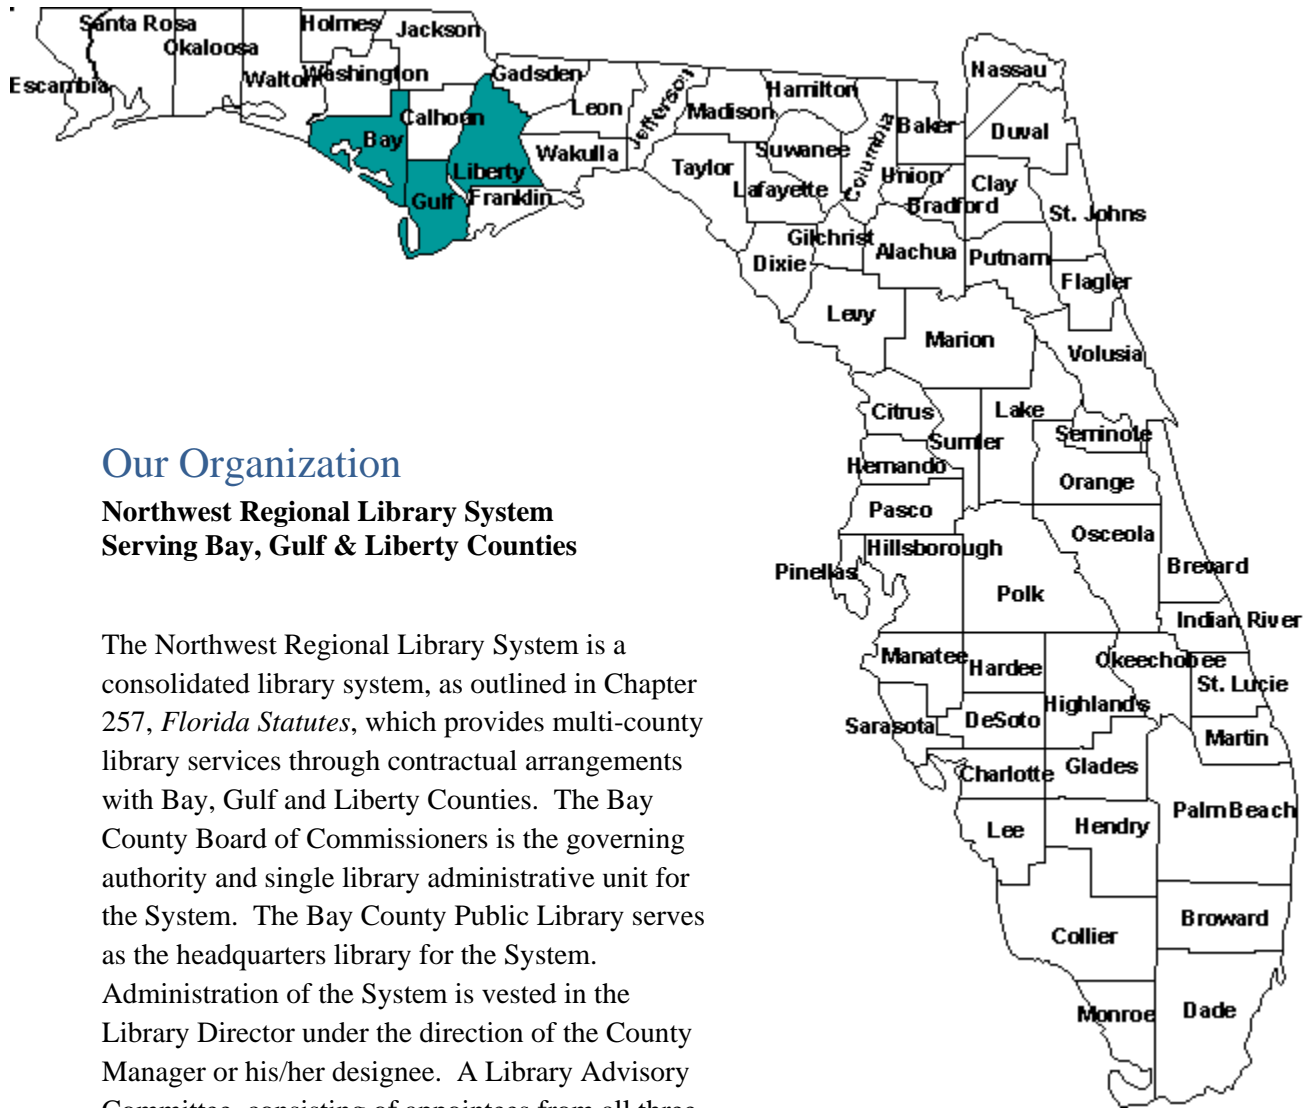 Santa Rosa
Holmes
Jackson
Okaloosa
Escambia
Walton
Washington
Gadsden
Nassau
Leon
Jefferson
Madison
Hamilton
Calhoun
Bay
Baker
Duval
Liberty
Wakulla
Taylor
Suwanee
Columbia
Lafayette
Union
Clay
Gulf
Franklin
Bradford
St. Johns
Gilchrist
Dixie
Alachua
Putnam
Flagler
Levy
Marion
Volusia
Citrus
Lake
Sumter
Seminole
Hernando
Orange
Pasco
Hillsborough
Osceola
Pinellas
Brevard
Polk
Indian River
Manatee
Hardee
Okeechobee
St. Lucie
Highlands
Sarasota
DeSoto
Martin
Charlotte
Glades
Palm Beach
Lee
Hendry
Broward
Collier
Monroe
Dade
Our Organization
Northwest Regional Library System
Serving Bay, Gulf & Liberty Counties
The Northwest Regional Library System is a
consolidated library system, as outlined in Chapter
257, Florida Statutes, which provides multi-county
library services through contractual arrangements
with Bay, Gulf and Liberty Counties.  The Bay
County Board of Commissioners is the governing
authority and single library administrative unit for
the System.  The Bay County Public Library serves
as the headquarters library for the System.
Administration of the System is vested in the
Library Director under the direction of the County
Manager or his/her designee.  A Library Advisory
Committee, consisting of appointees from all three